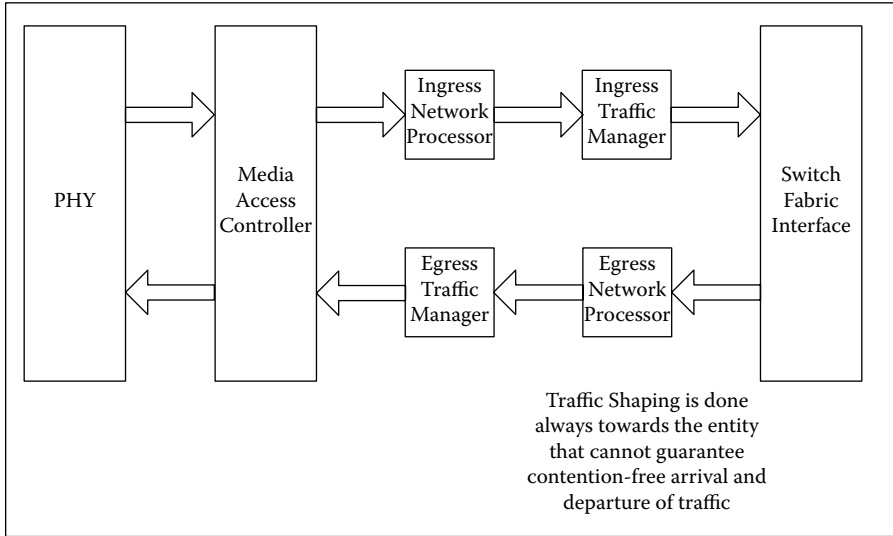 PHY
Media
Access
Controller
Ingress
Network
Processor
Ingress
Traffic
Manager
Switch
Fabric
Interface
Egress
Traffic
Manager
Egress
Network
Processor
Traffic Shaping is done
always towards the entity
that cannot guarantee
contention-free arrival and
departure of traffic